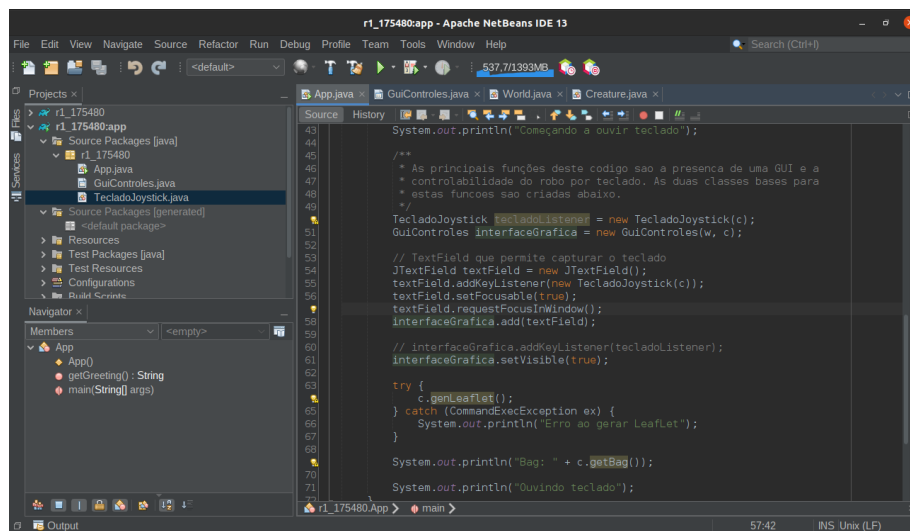 r1_175480:app - Apache NetBeans IDE 13
File Edit View Navigate Source Refactor Run Debug Profile Team Tools Window Help
Search (Ctrl+I)
<default>
537,7/1393MB
Projects
App.java
GuiControles.java
World.java
Creature.java
Files
Services
r1_175480
r1_175480:app
Source Packages [java]
r1_175480
App.java
GuiControles.java
TecladoJoystick.java
Source Packages [generated]
<default package>
Resources
Test Packages [java]
Test Resources
Configurations
Build Scripts
Navigator
Members
<empty>
App
App()
getGreeting() : String
main(String[] args)
Source History
43 System.out.println("Começando a ouvir teclado");
44
45 /**
46 * As principais funções deste codigo sao a presenca de uma GUI e a
47 * controlabilidade do robo por teclado. As duas classes bases para
48 * estas funcoes sao criadas abaixo.
49 */
TecladoJoystick tecladoListener = new TecladoJoystick(c);
51 GuiControles interfaceGrafica = new GuiControles(w, c);
52
53 // TextField que permite capturar o teclado
54 JTextField textField = new JTextField();
55 textField.addKeyListener(new TecladoJoystick(c));
56 textField.setFocusable(true);
textField.requestFocusInWindow();
58 interfaceGrafica.add(textField);
59
60 // interfaceGrafica.addKeyListener(tecladoListener);
61 interfaceGrafica.setVisible(true);
62
63 try {
c.genLeaflet();
65 } catch (CommandExecException ex) {
66 System.out.println("Erro ao gerar LeafLet");
67 }
68
System.out.println("Bag: " + c.getBag());
70
71 System.out.println("Ouvindo teclado");
72 }
r1_175480.App
main
Output
57:42
INS Unix (LF)